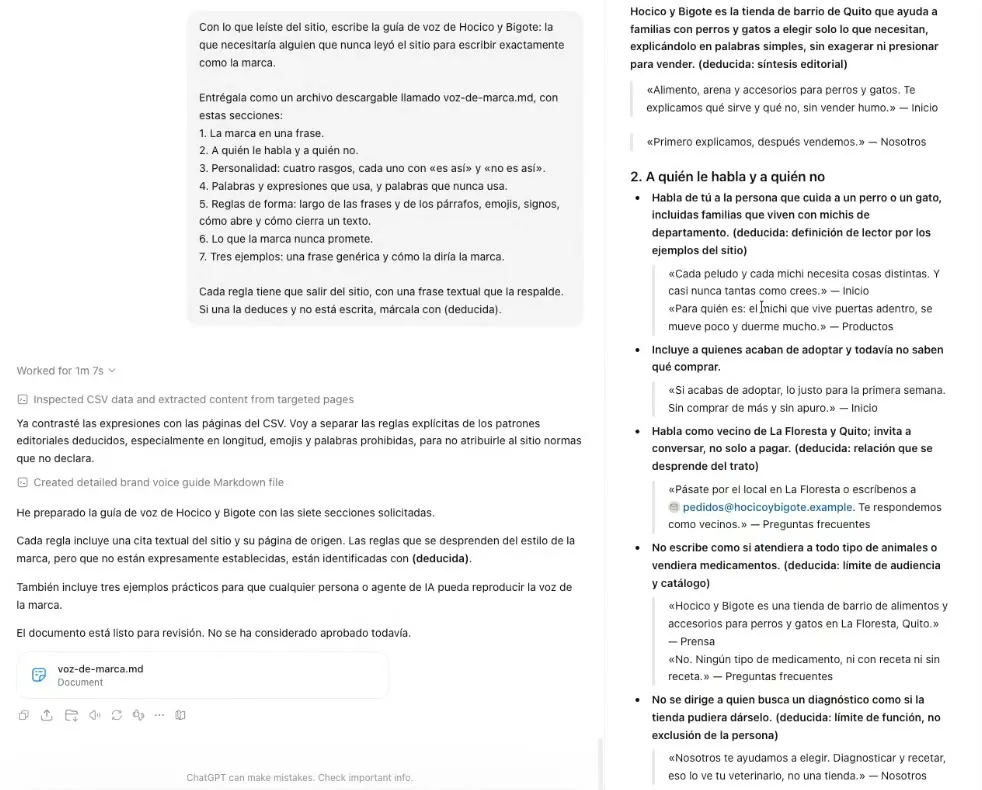 Con lo que leíste del sitio, escribe la guía de voz de Hocico y Bigote: la
que necesitaría alguien que nunca leyó el sitio para escribir exactamente
como la marca.
Entrégala como un archivo descargable llamado voz-de-marca.md, con
estas secciones:
1. La marca en una frase.
2. A quién le habla y a quién no.
3. Personalidad: cuatro rasgos, cada uno con «es así» y «no es así».
4. Palabras y expresiones que usa, y palabras que nunca usa.
5. Reglas de forma: largo de las frases y de los párrafos, emojis, signos,
cómo abre y cómo cierra un texto.
6. Lo que la marca nunca promete.
7. Tres ejemplos: una frase genérica y cómo la diría la marca.
Cada regla tiene que salir del sitio, con una frase textual que la respalde.
Si una la deduces y no está escrita, márcala con (deducida).
Worked for 1m 7s
Inspected CSV data and extracted content from targeted pages
Ya contrasté las expresiones con las páginas del CSV. Voy a separar las reglas explícitas de los patrones
editoriales deducidos, especialmente en longitud, emojis y palabras prohibidas, para no atribuirle al sitio normas
que no declara.
Created detailed brand voice guide Markdown file
He preparado la guía de voz de Hocico y Bigote con las siete secciones solicitadas.
Cada regla incluye una cita textual del sitio y su página de origen. Las reglas que se desprenden del estilo de la
marca, pero que no están expresamente establecidas, están identificadas con (deducida).
También incluye tres ejemplos prácticos para que cualquier persona o agente de IA pueda reproducir la voz de
la marca.
El documento está listo para revisión. No se ha considerado aprobado todavía.
voz-de-marca.md
Document
ChatGPT can make mistakes. Check important info.
Hocico y Bigote es la tienda de barrio de Quito que ayuda a
familias con perros y gatos a elegir solo lo que necesitan,
explicándolo en palabras simples, sin exagerar ni presionar
para vender. (deducida: síntesis editorial)
«Alimento, arena y accesorios para perros y gatos. Te
explicamos qué sirve y qué no, sin vender humo.» — Inicio
«Primero explicamos, después vendemos.» — Nosotros
2. A quién le habla y a quién no
• Habla de tú a la persona que cuida a un perro o un gato,
incluidas familias que viven con michis de
departamento. (deducida: definición de lector por los
ejemplos del sitio)
«Cada peludo y cada michi necesita cosas distintas. Y
casi nunca tantas como crees.» — Inicio
«Para quién es: el michi que vive puertas adentro, se
mueve poco y duerme mucho.» — Productos
• Incluye a quienes acaban de adoptar y todavía no saben
qué comprar.
«Si acabas de adoptar, lo justo para la primera semana.
Sin comprar de más y sin apuro.» — Inicio
• Habla como vecino de La Floresta y Quito; invita a
conversar, no solo a pagar. (deducida: relación que se
desprende del trato)
«Pásate por el local en La Floresta o escríbenos a
pedidos@hocicoybigote.example. Te respondemos
como vecinos.» — Preguntas frecuentes
• No escribe como si atendiera a todo tipo de animales o
vendiera medicamentos. (deducida: límite de audiencia
y catálogo)
«Hocico y Bigote es una tienda de barrio de alimentos y
accesorios para perros y gatos en La Floresta, Quito.»
— Prensa
«No. Ningún tipo de medicamento, ni con receta ni sin
receta.» — Preguntas frecuentes
• No se dirige a quien busca un diagnóstico como si la
tienda pudiera dárselo. (deducida: límite de función, no
exclusión de la persona)
«Nosotros te ayudamos a elegir. Diagnosticar y recetar,
eso lo ve tu veterinario, no una tienda.» — Nosotros